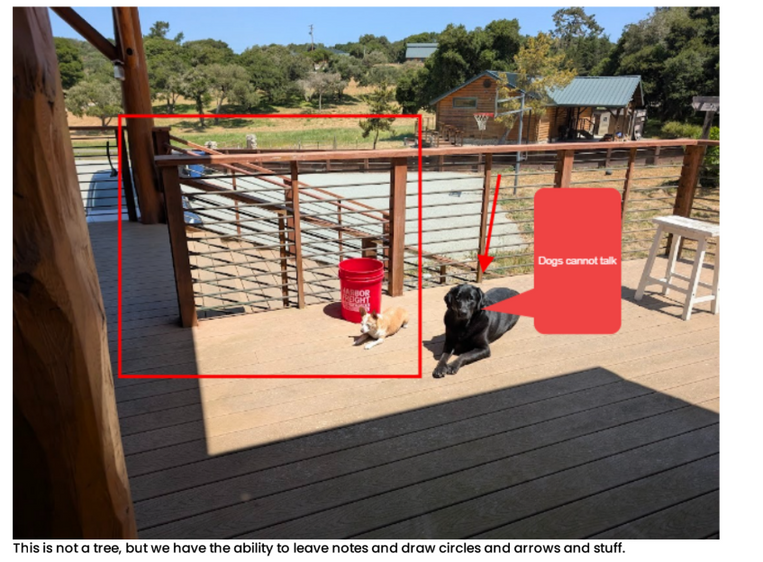 Dogs cannot talk
HARBOR
FREIGHT
This is not a tree, but we have the ability to leave notes and draw circles and arrows and stuff.